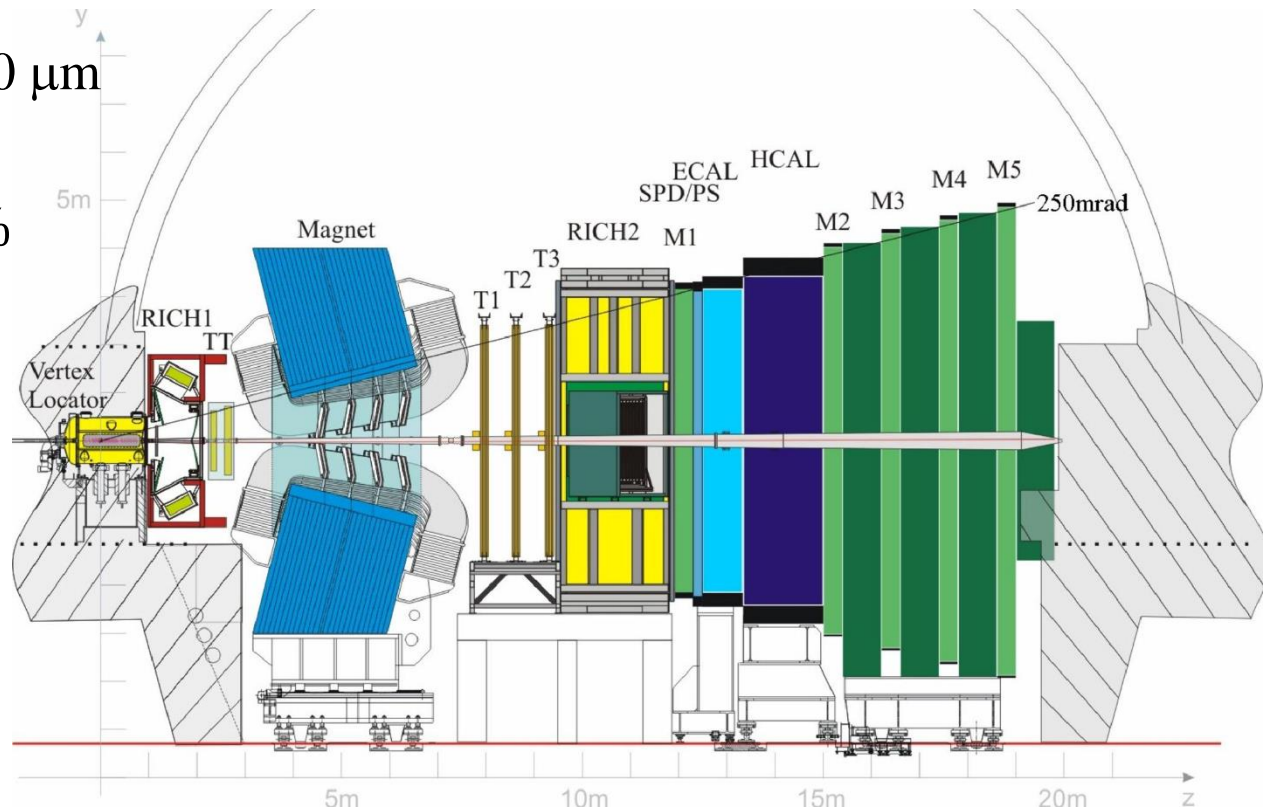 y
0 μm
HCAL
ECAL
M5
M4
SPD/PS
M3
5m
250mrad
M2
%
Magnet
RICH2
M1
T3
T2
T1
RICH1
TT
Vertex
Locator
5m
10m
15m
20m
z